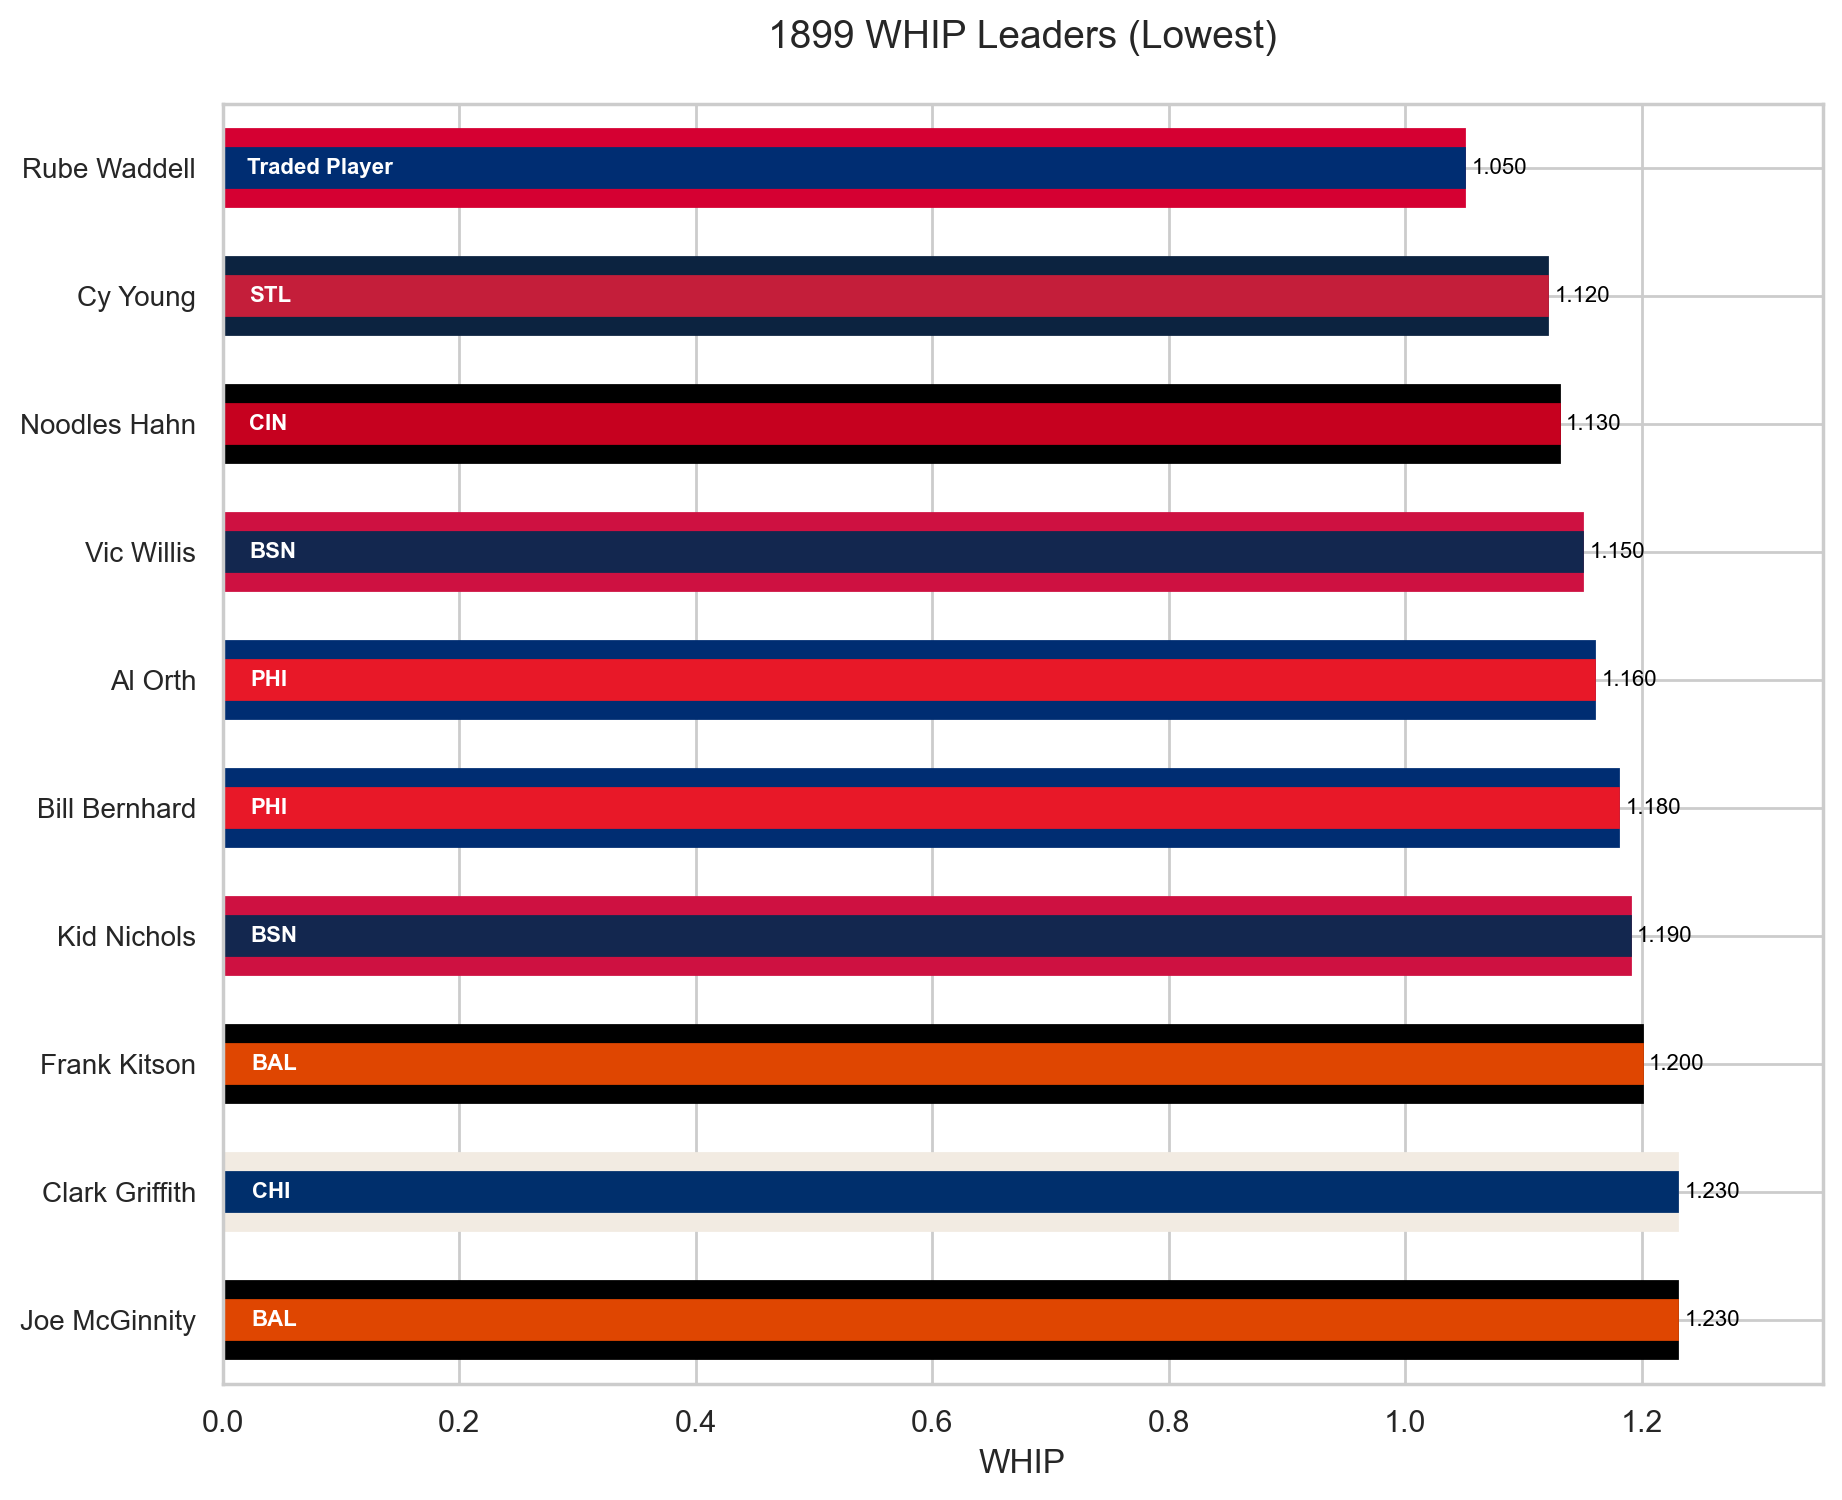 1899 WHIP Leaders (Lowest)
Rube Waddell
Traded Player
1.050
Cy Young
STL
1.120
Noodles Hahn
CIN
1.130
Vic Willis
BSN
1.150
Al Orth
PHI
1.160
Bill Bernhard
PHI
1.180
Kid Nichols
BSN
1.190
Frank Kitson
BAL
1.200
Clark Griffith
CHI
1.230
Joe McGinnity
BAL
1.230
0.0 0.2 0.4 0.6 0.8 1.0 1.2
WHIP